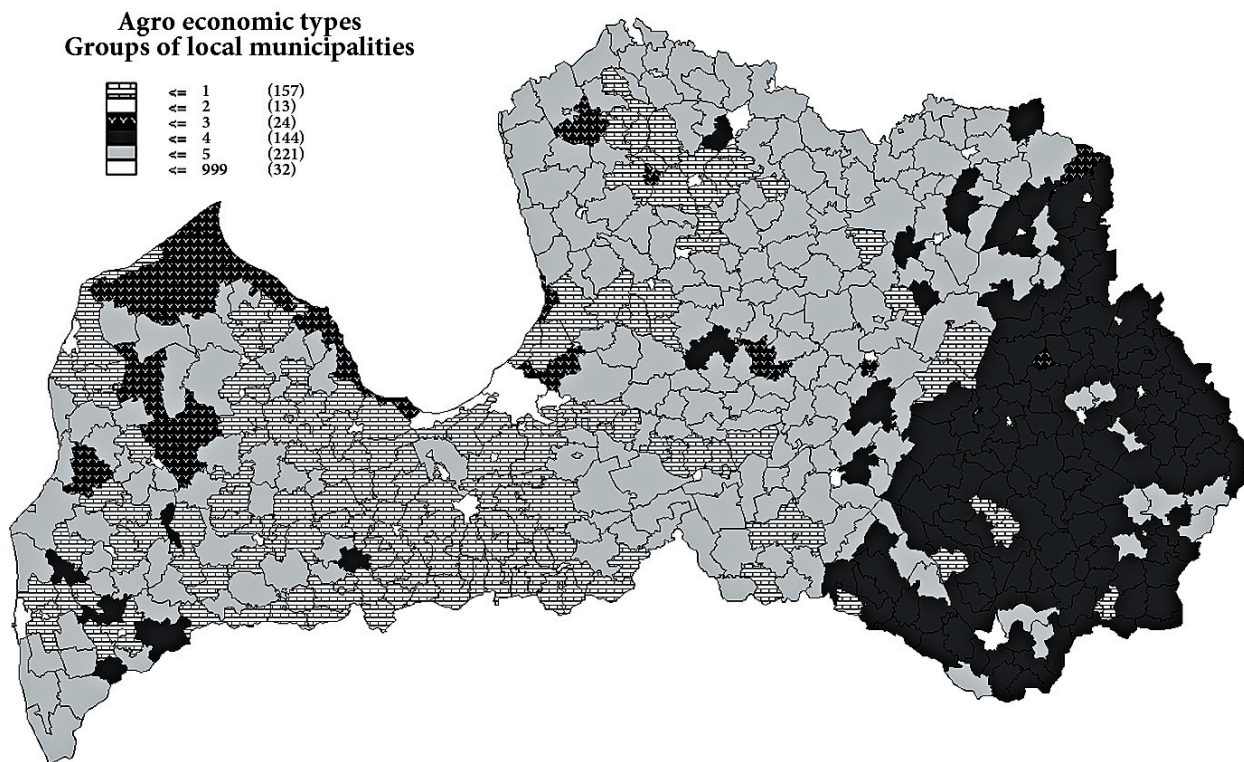 Agro economic types
Groups of local municipalities
<= 1 (157)
<= 2 (13)
<= 3 (24)
<= 4 (144)
<= 5 (221)
<= 999 (32)